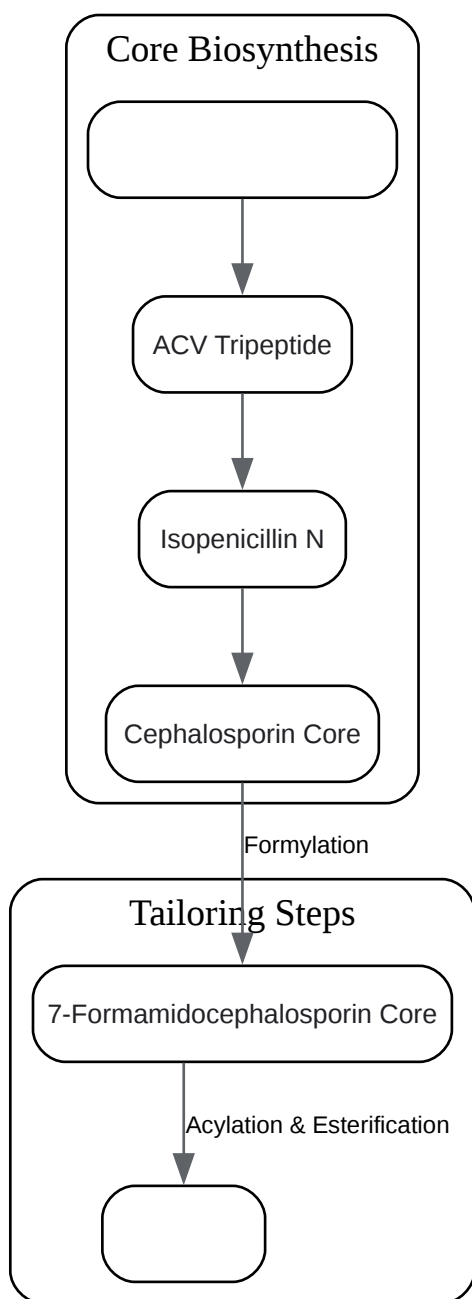 Core Biosynthesis
ACV Tripeptide
Isopenicillin N
Cephalosporin Core
Formylation
Tailoring Steps
7-Formamidocephalosporin Core
Acylation & Esterification